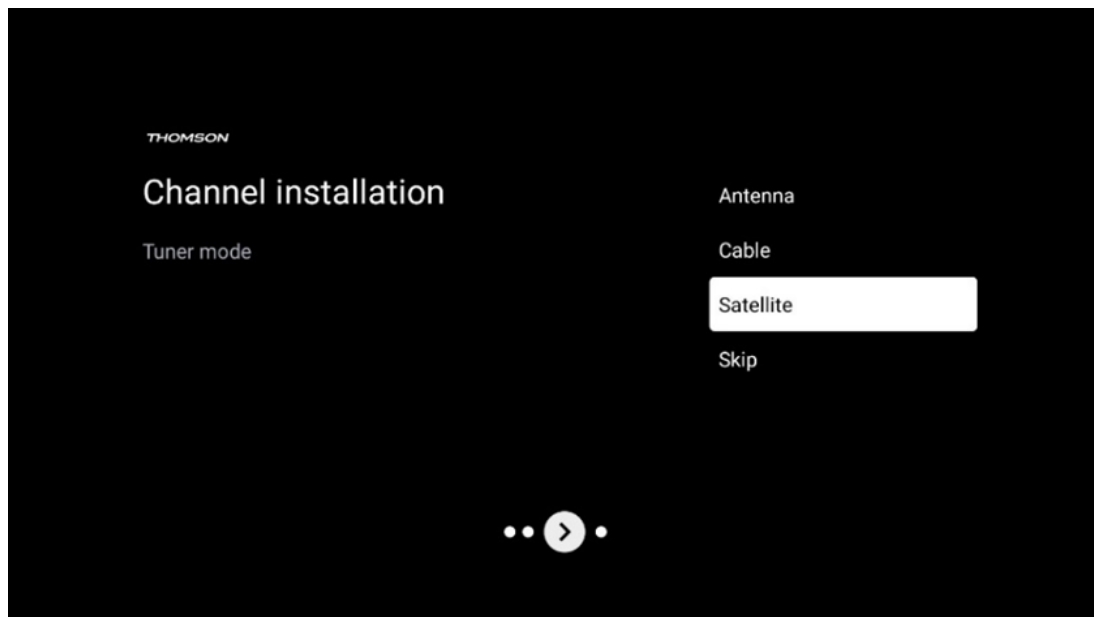 THOMSON
Channel installation
Tuner mode
Antenna
Cable
Satellite
Skip